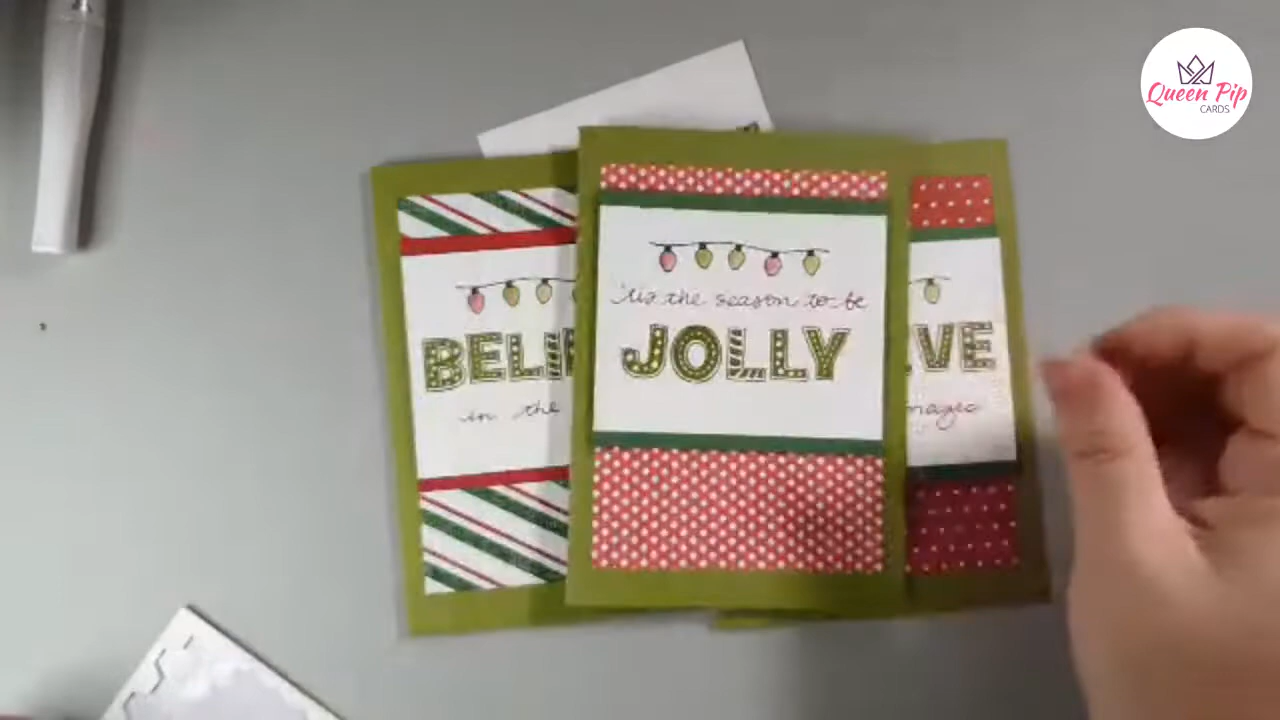 Queen Pip
CARDS
'tis the season to be
JOLLY
BELI
in the
VE
magic